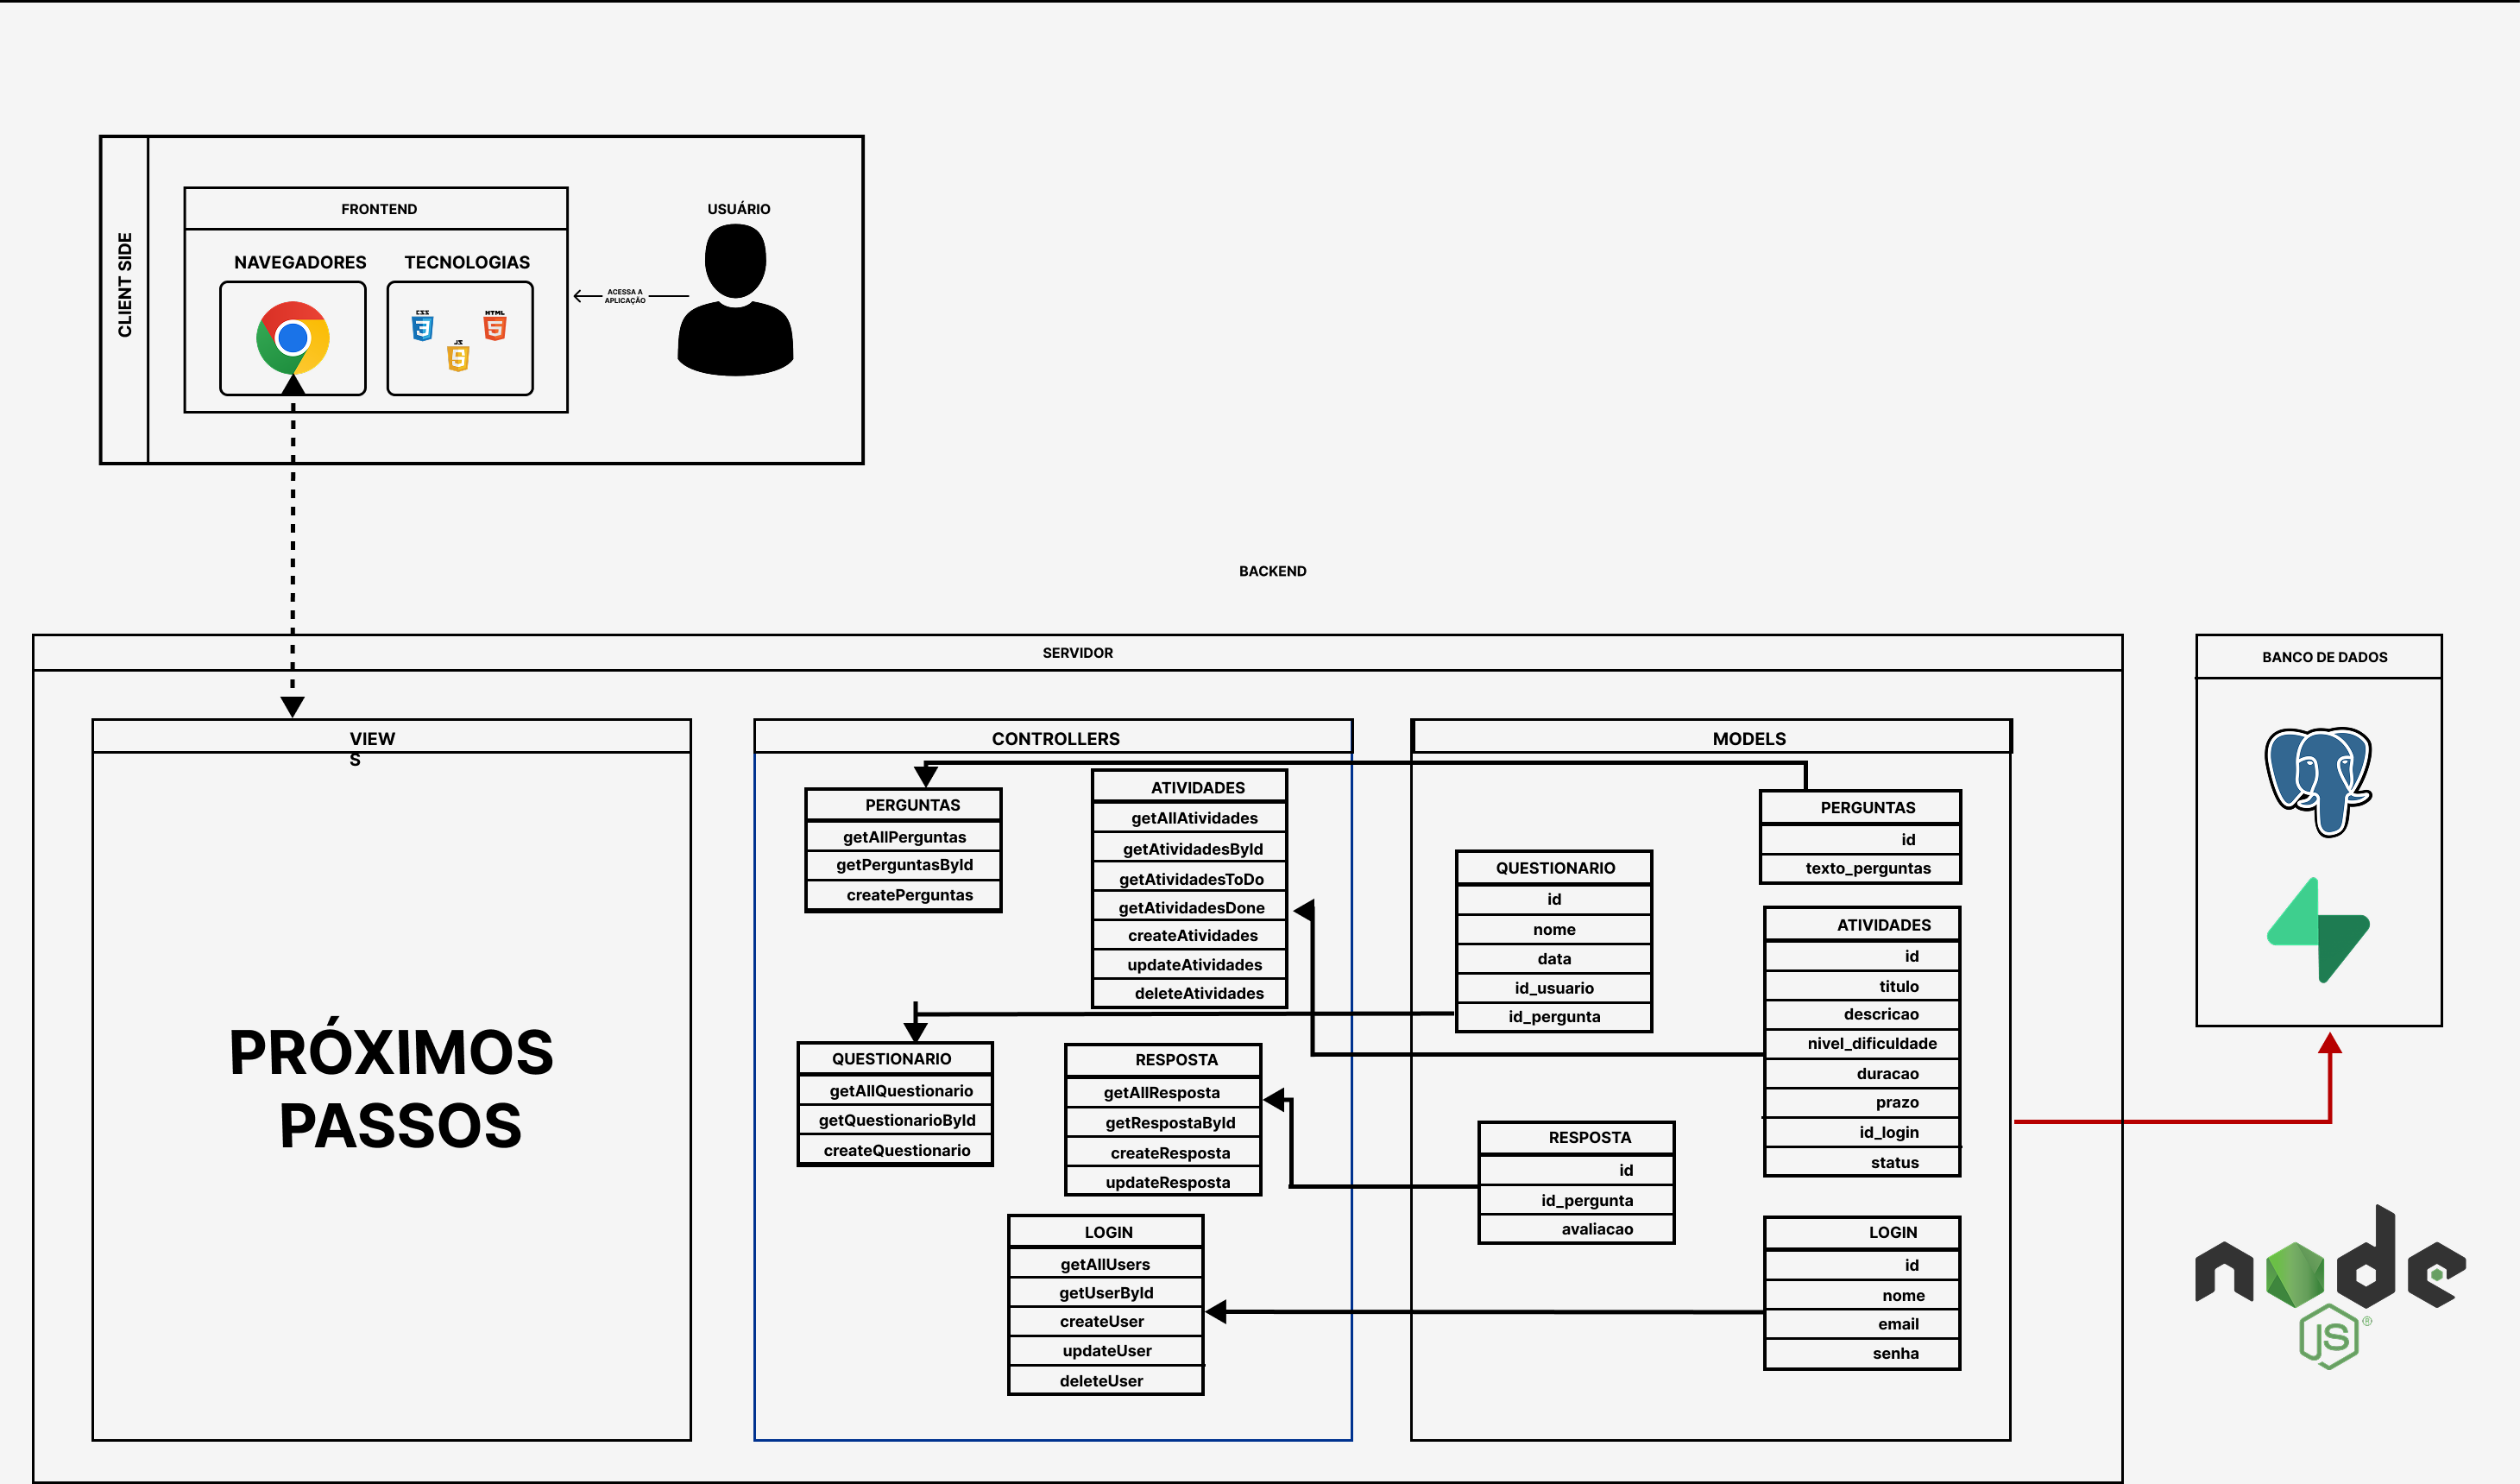 CLIENT SIDE
FRONTEND
NAVEGADORES
TECNOLOGIAS
CSS
3
HTML
5
JS
5
USUÁRIO
ACESSA A
APLICAÇÃO
BACKEND
SERVIDOR
VIEW
S
PRÓXIMOS
PASSOS
CONTROLLERS
PERGUNTAS
getAllPerguntas
getPerguntasById
createPerguntas
ATIVIDADES
getAllAtividades
getAtividadesById
getAtividadesToDo
getAtividadesDone
createAtividades
updateAtividades
deleteAtividades
QUESTIONARIO
getAllQuestionario
getQuestionarioById
createQuestionario
RESPOSTA
getAllResposta
getRespostaById
createResposta
updateResposta
LOGIN
getAllUsers
getUserById
createUser
updateUser
deleteUser
MODELS
QUESTIONARIO
id
nome
data
id_usuario
id_pergunta
PERGUNTAS
id
texto_perguntas
ATIVIDADES
id
titulo
descricao
nivel_dificuldade
duracao
prazo
id_login
status
RESPOSTA
id
id_pergunta
avaliacao
LOGIN
id
nome
email
senha
BANCO DE DADOS
node
JS®